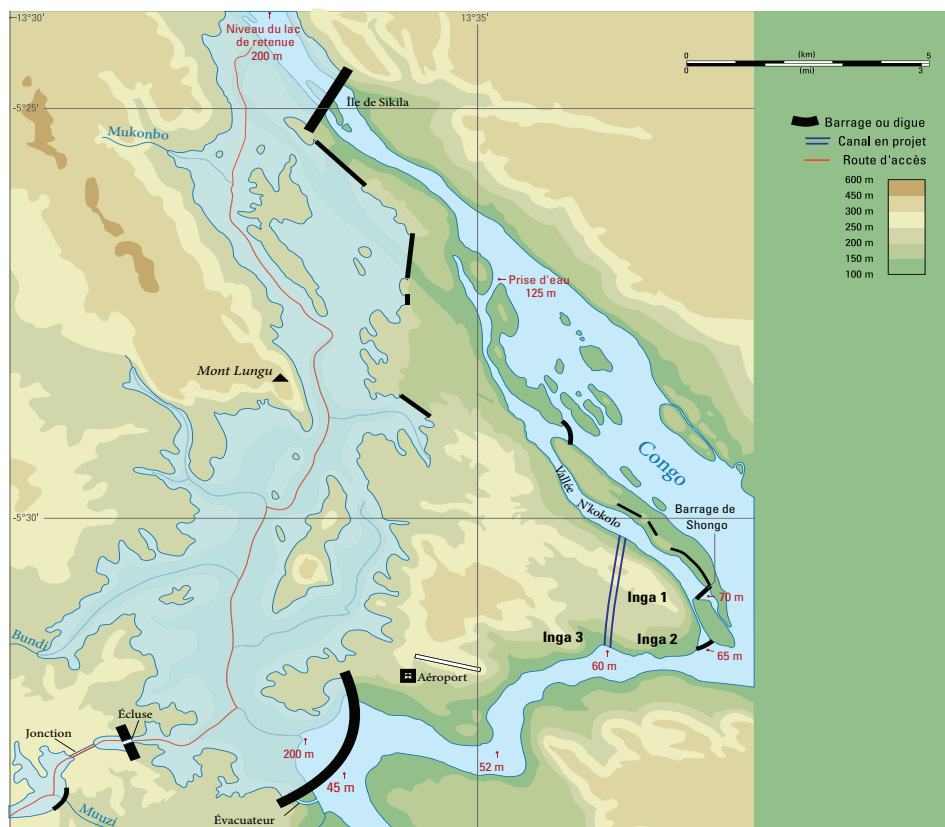 -13°30'
13°35'
Niveau du lac
de retenue
200 m
(km)
0
5
0
(mi)
3
-5°25'
Île de Sikila
Mukonbo
Barrage ou digue
Canal en projet
Route d'accès
600 m
450 m
300 m
250 m
200 m
150 m
100 m
Prise d'eau
125 m
Mont Lungu
Congo
Vallée
N'kokolo
-5°30'
Barrage de
Shongo
Inga 1
70 m
Inga 3
Inga 2
60 m
65 m
Bundi
Aéroport
Écluse
Jonction
200 m
45 m
52 m
Évacuateur
Muuzi